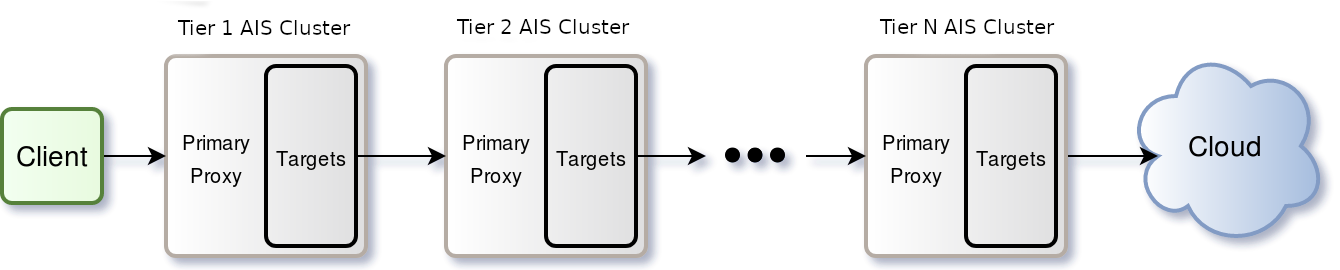 Tier 1 AIS Cluster
Tier 2 AIS Cluster
Tier N AIS Cluster
Client
Primary
Proxy
Targets
Primary
Proxy
Targets
Primary
Proxy
Targets
Cloud